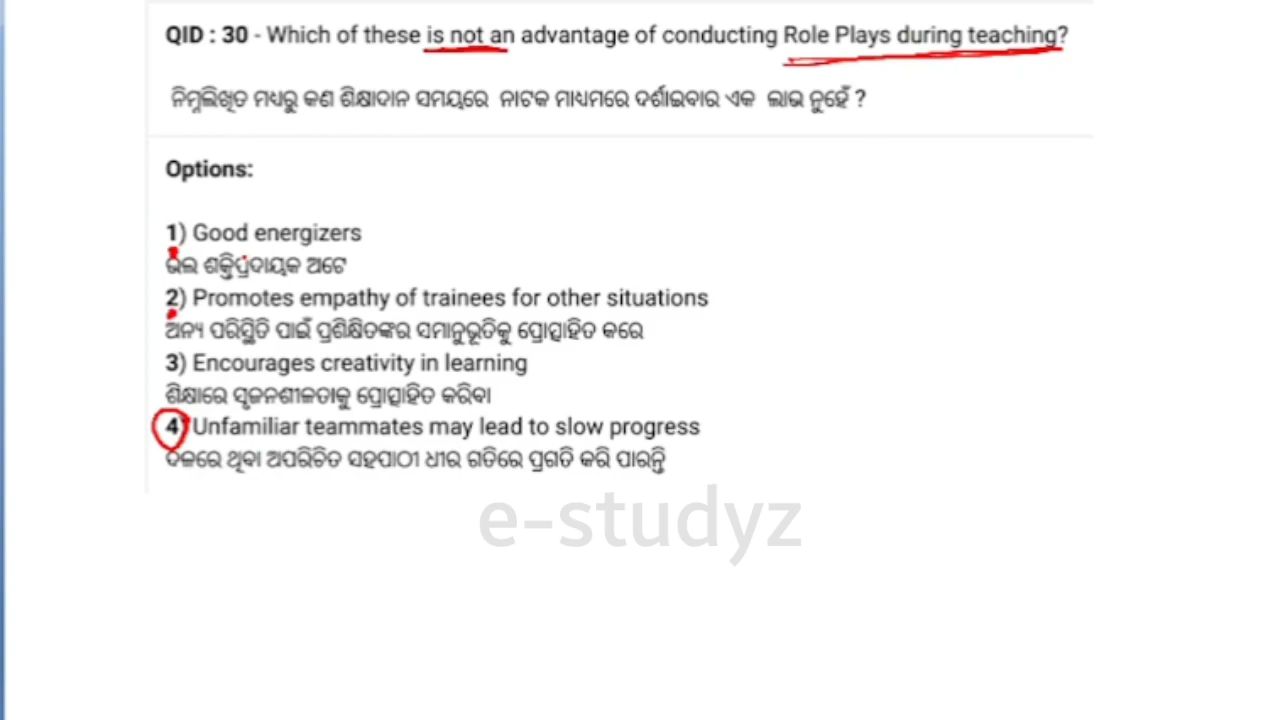 QID : 30 - Which of these is not an advantage of conducting Role Plays during teaching?
ନିମ୍ନଲିଖିତ ମଧ୍ୟରୁ କଣ ଶିକ୍ଷାଦାନ ସମୟରେ ନାଟକ ମାଧ୍ୟମରେ ଦର୍ଶାଇବାର ଏକ ଲାଭ ନୁହେଁ ?
Options:
1) Good energizers
ଭଲ ଶକ୍ତିପ୍ରଦାୟକ ଅଟେ
2) Promotes empathy of trainees for other situations
ଅନ୍ୟ ପରିସ୍ଥିତି ପାଇଁ ପ୍ରଶିକ୍ଷିତଙ୍କର ସମାନୁଭୂତିକୁ ପ୍ରୋତ୍ସାହିତ କରେ
3) Encourages creativity in learning
ଶିକ୍ଷାରେ ସୃଜନଶୀଳତାକୁ ପ୍ରୋତ୍ସାହିତ କରିବା
4) Unfamiliar teammates may lead to slow progress
ଦଳରେ ଥିବା ଅପରିଚିତ ସହପାଠୀ ଧୀର ଗତିରେ ପ୍ରଗତି କରି ପାରନ୍ତି
e-studyz